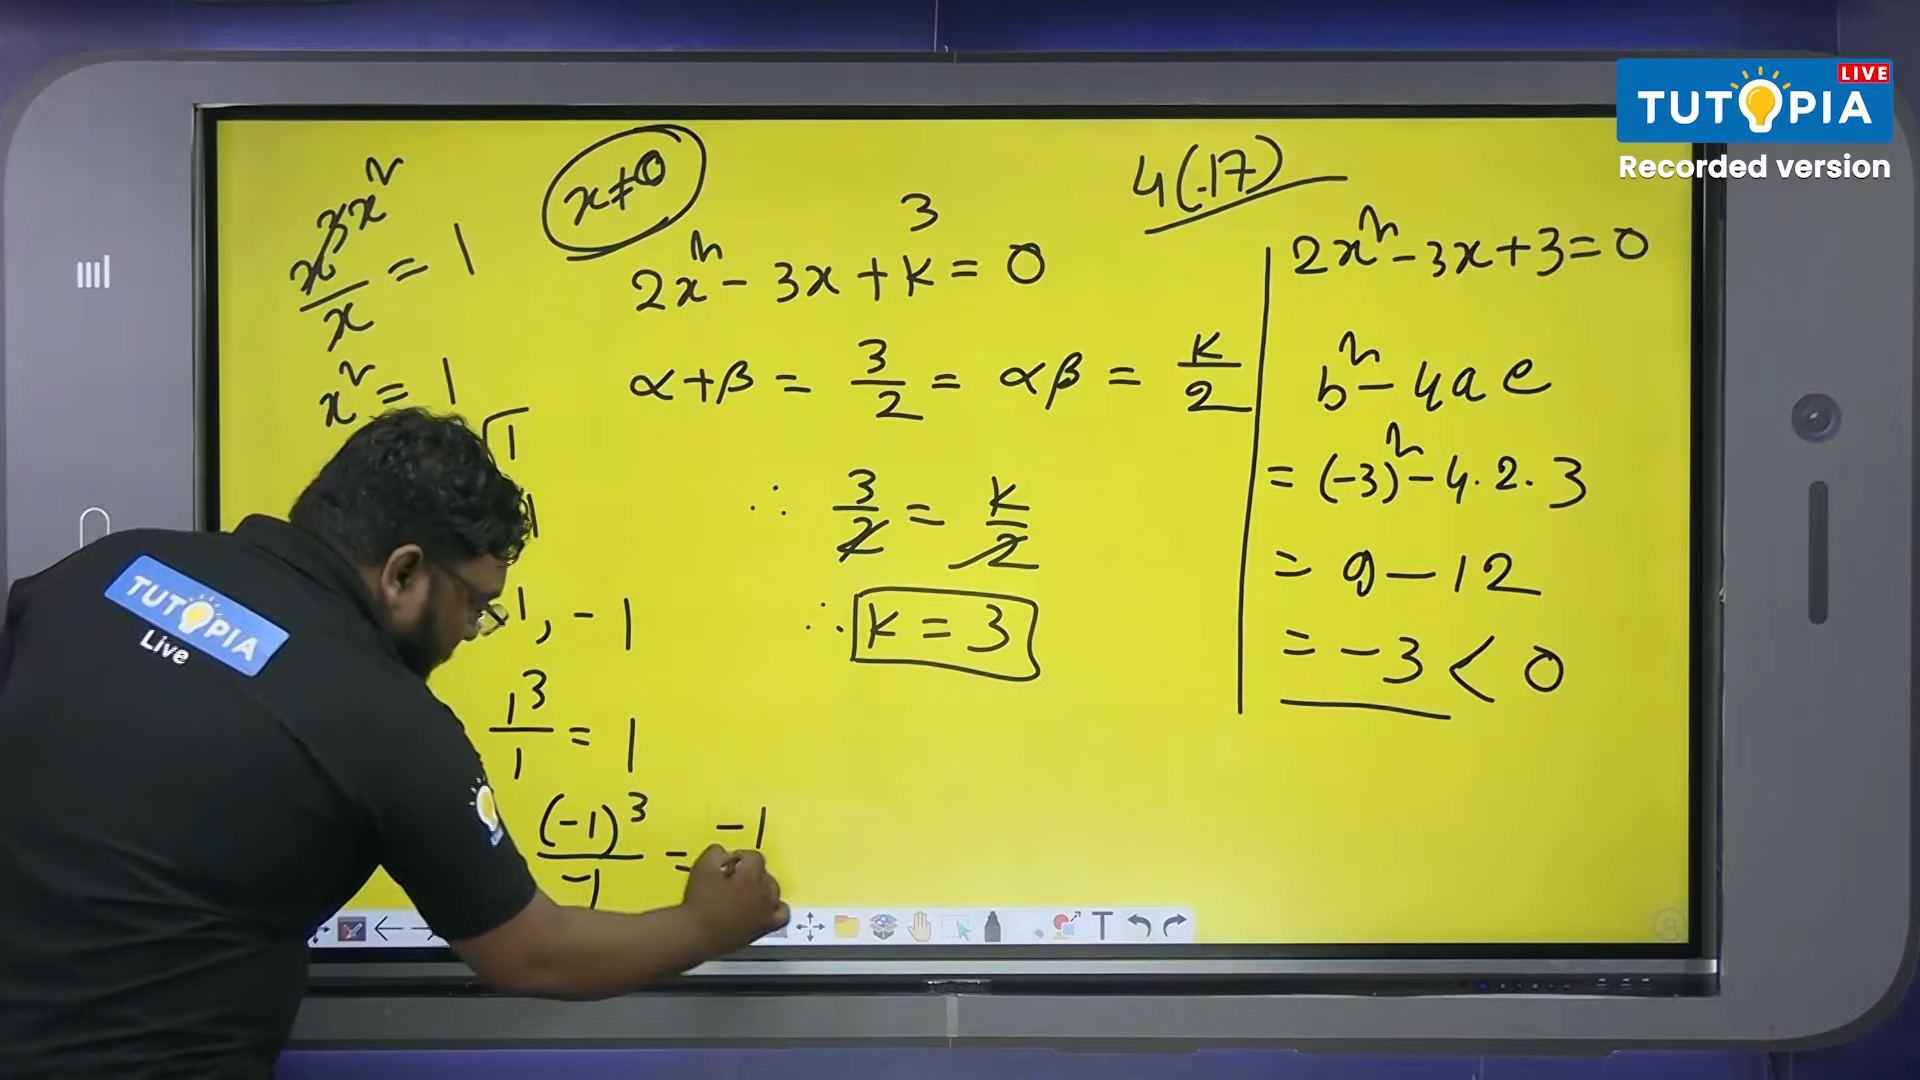 LIVE
TUTOPIA
Recorded version
x³x²/x = 1
x² = 1
√1
1
1, -1
1³/1 = 1
(-1)³/-1 = -1
x≠0
3
2x² - 3x + k = 0
α+β = 3/2 = αβ = k/2
∴ 3/2 = k/2
∴ k = 3
4(-17)
2x² - 3x + 3 = 0
b² - 4ac
= (-3)² - 4.2.3
= 9 - 12
= -3 < 0
TUTOPIA
Live
T